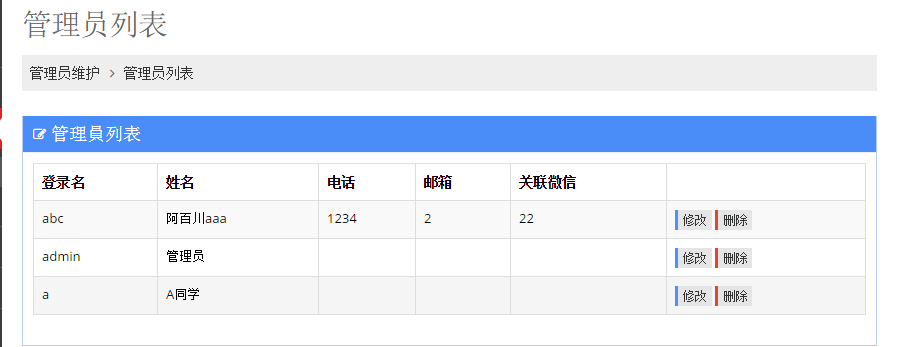 管理员列表
管理员维护 > 管理员列表
管理員列表
登录名 姓名 电话 邮箱 关联微信
abc 阿百川aaa 1234 2 22 修改 删除
admin 管理员 修改 删除
a A同学 修改 删除